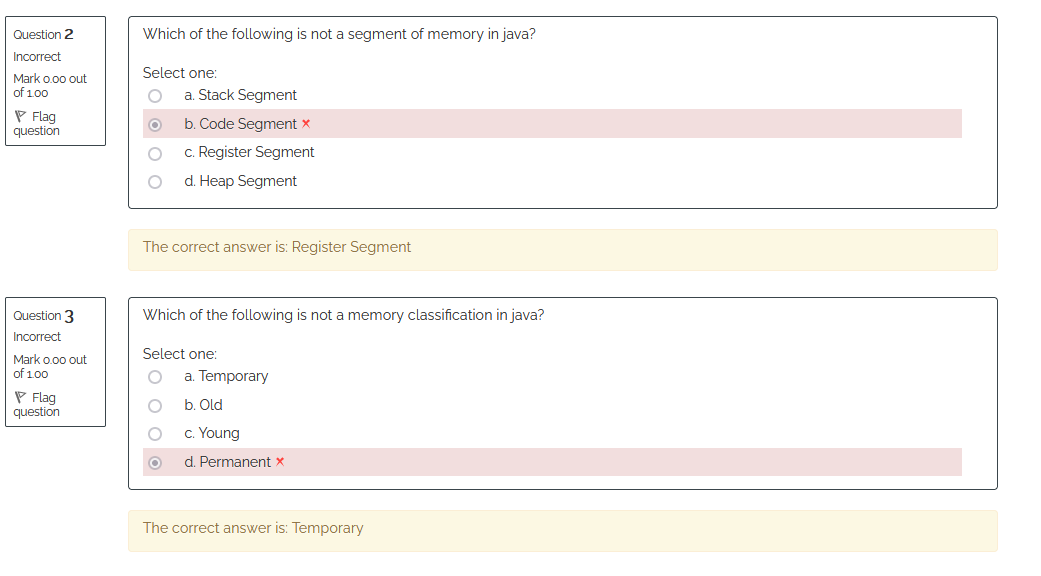 Question 2
Incorrect
Mark 0.00 out
of 1.00
Flag
question
Which of the following is not a segment of memory in java?
Select one:
a. Stack Segment
b. Code Segment
c. Register Segment
d. Heap Segment
The correct answer is: Register Segment
Question 3
Incorrect
Mark 0.00 out
of 1.00
Flag
question
Which of the following is not a memory classification in java?
Select one:
a. Temporary
b. Old
c. Young
d. Permanent
The correct answer is: Temporary